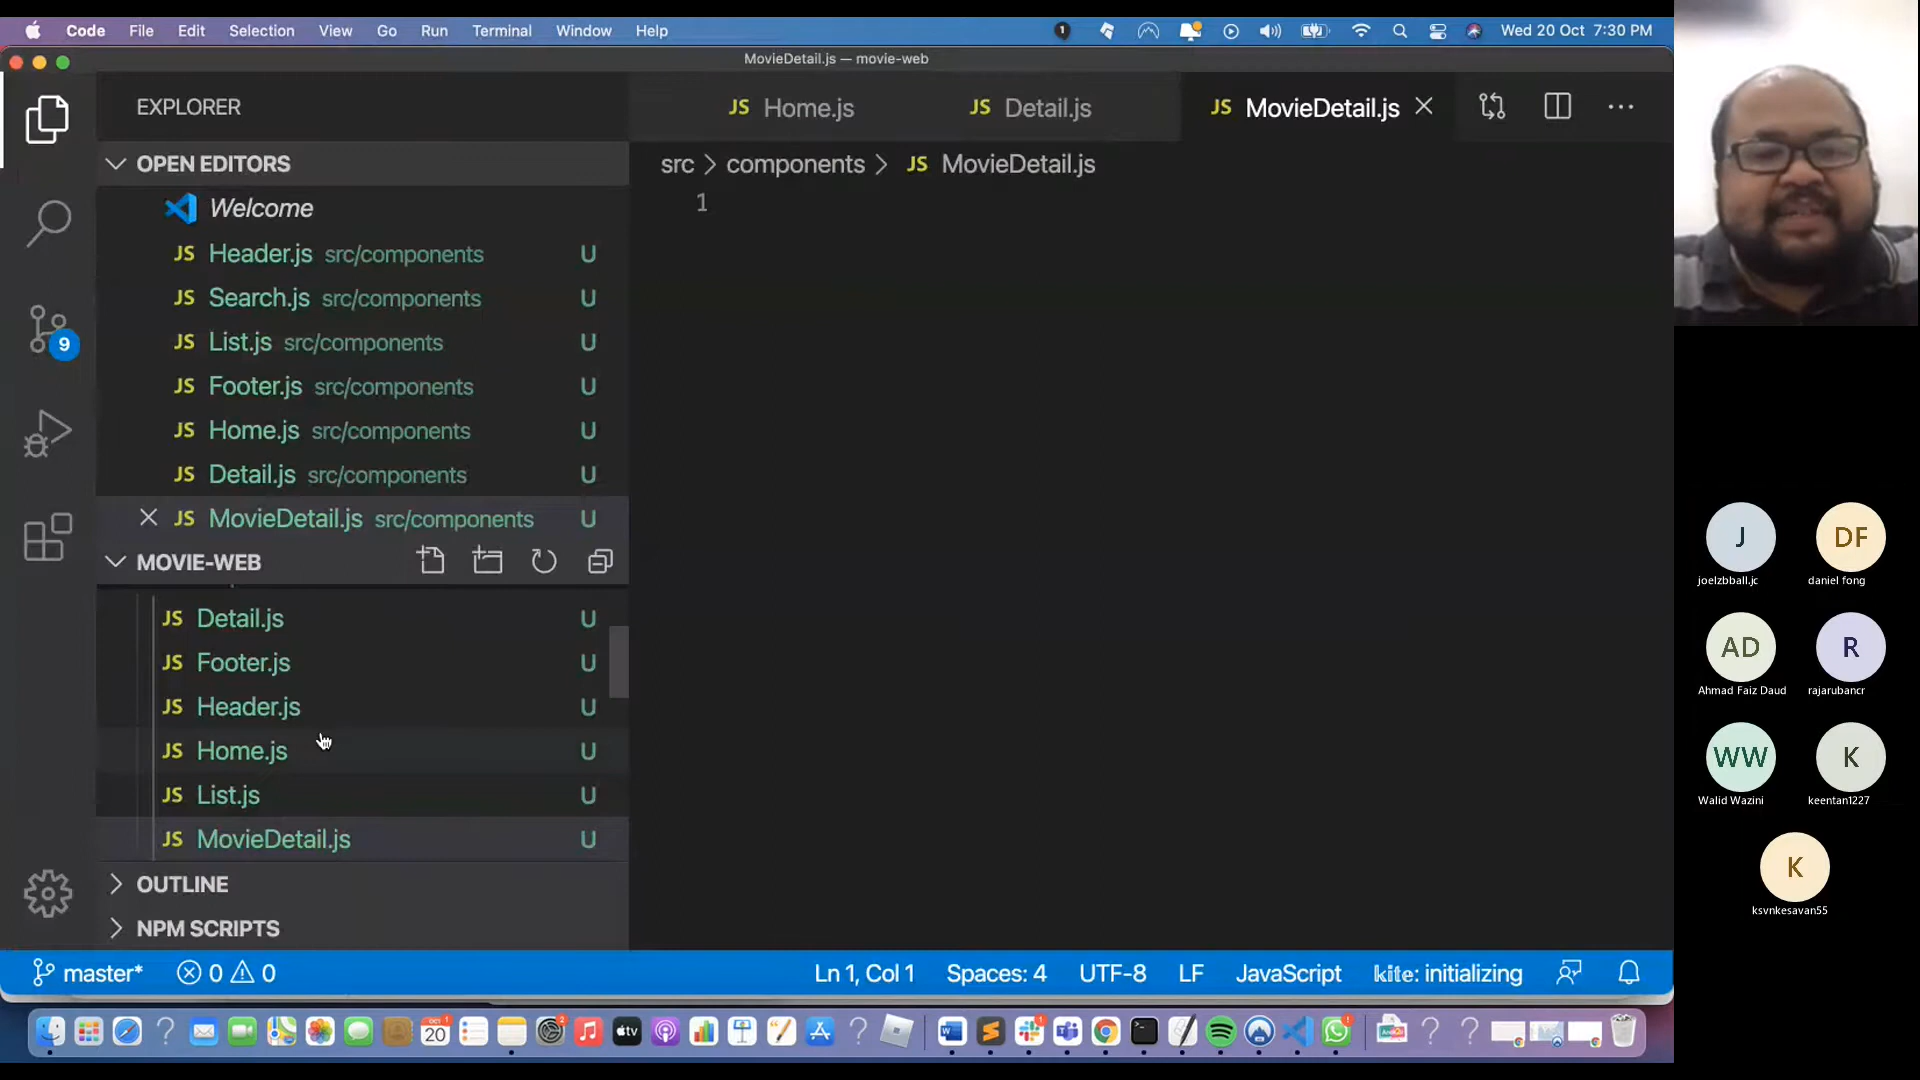 Code File Edit Selection View Go Run Terminal Window Help
1
Wed 20 Oct 7:30 PM
MovieDetail.js — movie-web
EXPLORER
JS Home.js
JS Detail.js
JS MovieDetail.js
OPEN EDITORS
src > components > JS MovieDetail.js
1
Welcome
JS Header.js src/components U
JS Search.js src/components U
JS List.js src/components U
JS Footer.js src/components U
JS Home.js src/components U
JS Detail.js src/components U
JS MovieDetail.js src/components U
9
MOVIE-WEB
JS Detail.js U
JS Footer.js U
JS Header.js U
JS Home.js U
JS List.js U
JS MovieDetail.js U
OUTLINE
NPM SCRIPTS
master* 0 0
Ln 1, Col 1 Spaces: 4 UTF-8 LF JavaScript kite: initializing
OCT
20
tv
J
joelzbball.jc
DF
daniel fong
AD
Ahmad Faiz Daud
R
rajarubancr
WW
Walid Wazini
K
keentan1227
K
ksvnkesavan55